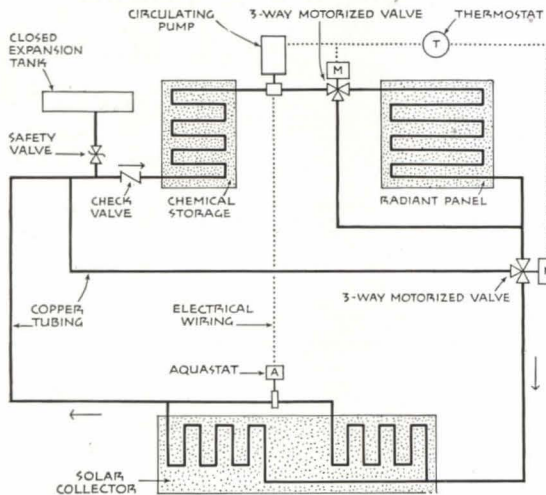 CIRCULATING
PUMP
3-WAY MOTORIZED VALVE
THERMOSTAT
CLOSED
EXPANSION
TANK
M
T
SAFETY
VALVE
CHECK
VALVE
CHEMICAL
STORAGE
RADIANT PANEL
COPPER
TUBING
ELECTRICAL
WIRING
3-WAY MOTORIZED VALVE
AQUASTAT
A
SOLAR
COLLECTOR